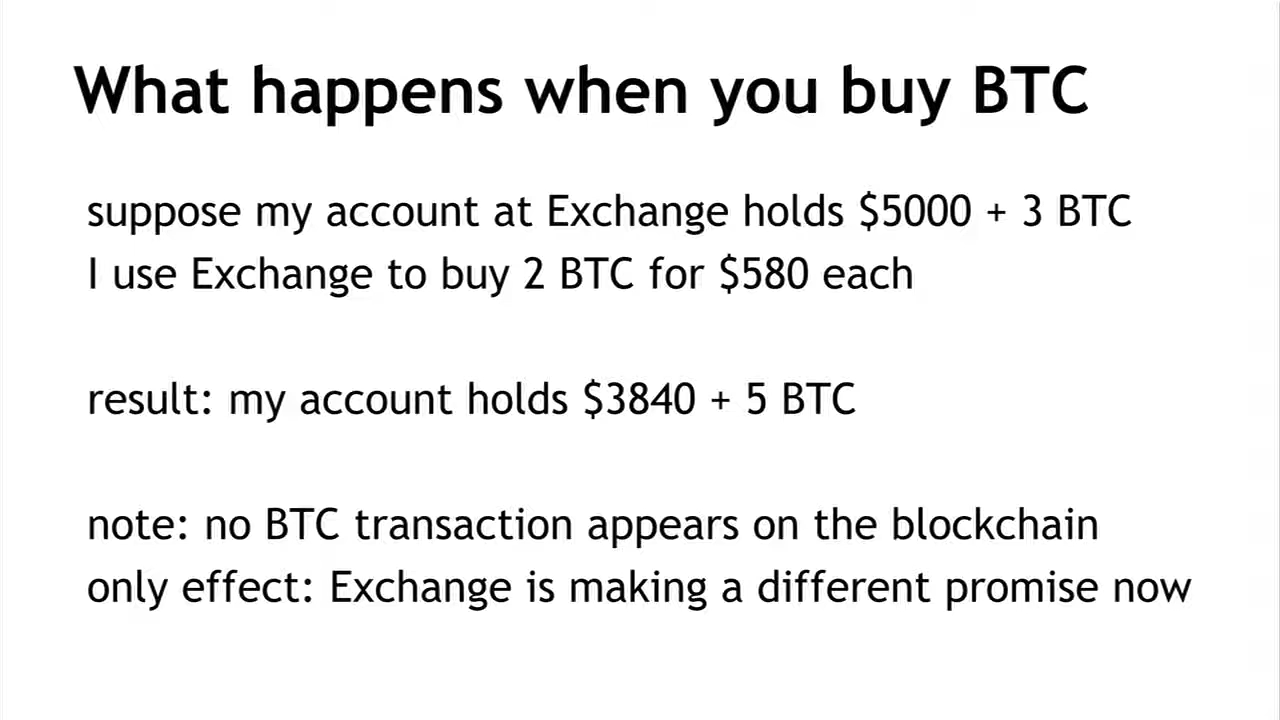 What happens when you buy BTC
suppose my account at Exchange holds $5000 + 3 BTC
I use Exchange to buy 2 BTC for $580 each
result: my account holds $3840 + 5 BTC
note: no BTC transaction appears on the blockchain
only effect: Exchange is making a different promise now